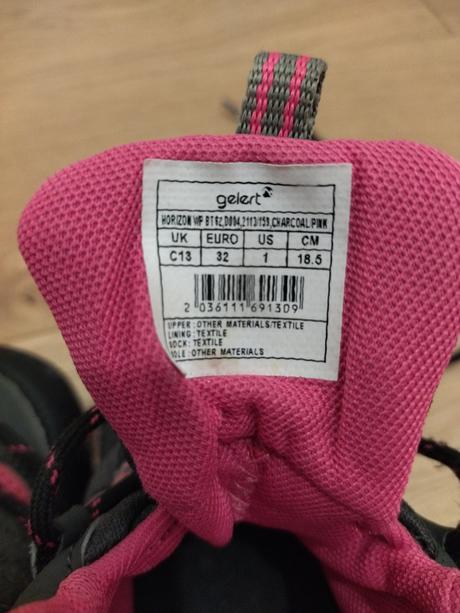 gelert
HORIZON WP BT 62,D004,2113/159,CHARCOAL/PINK
UK EURO US CM
C13 32 1 18.5
2 036111 691309
UPPER :OTHER MATERIALS/TEXTILE
LINING: TEXTILE
SOCK: TEXTILE
SOLE :OTHER MATERIALS